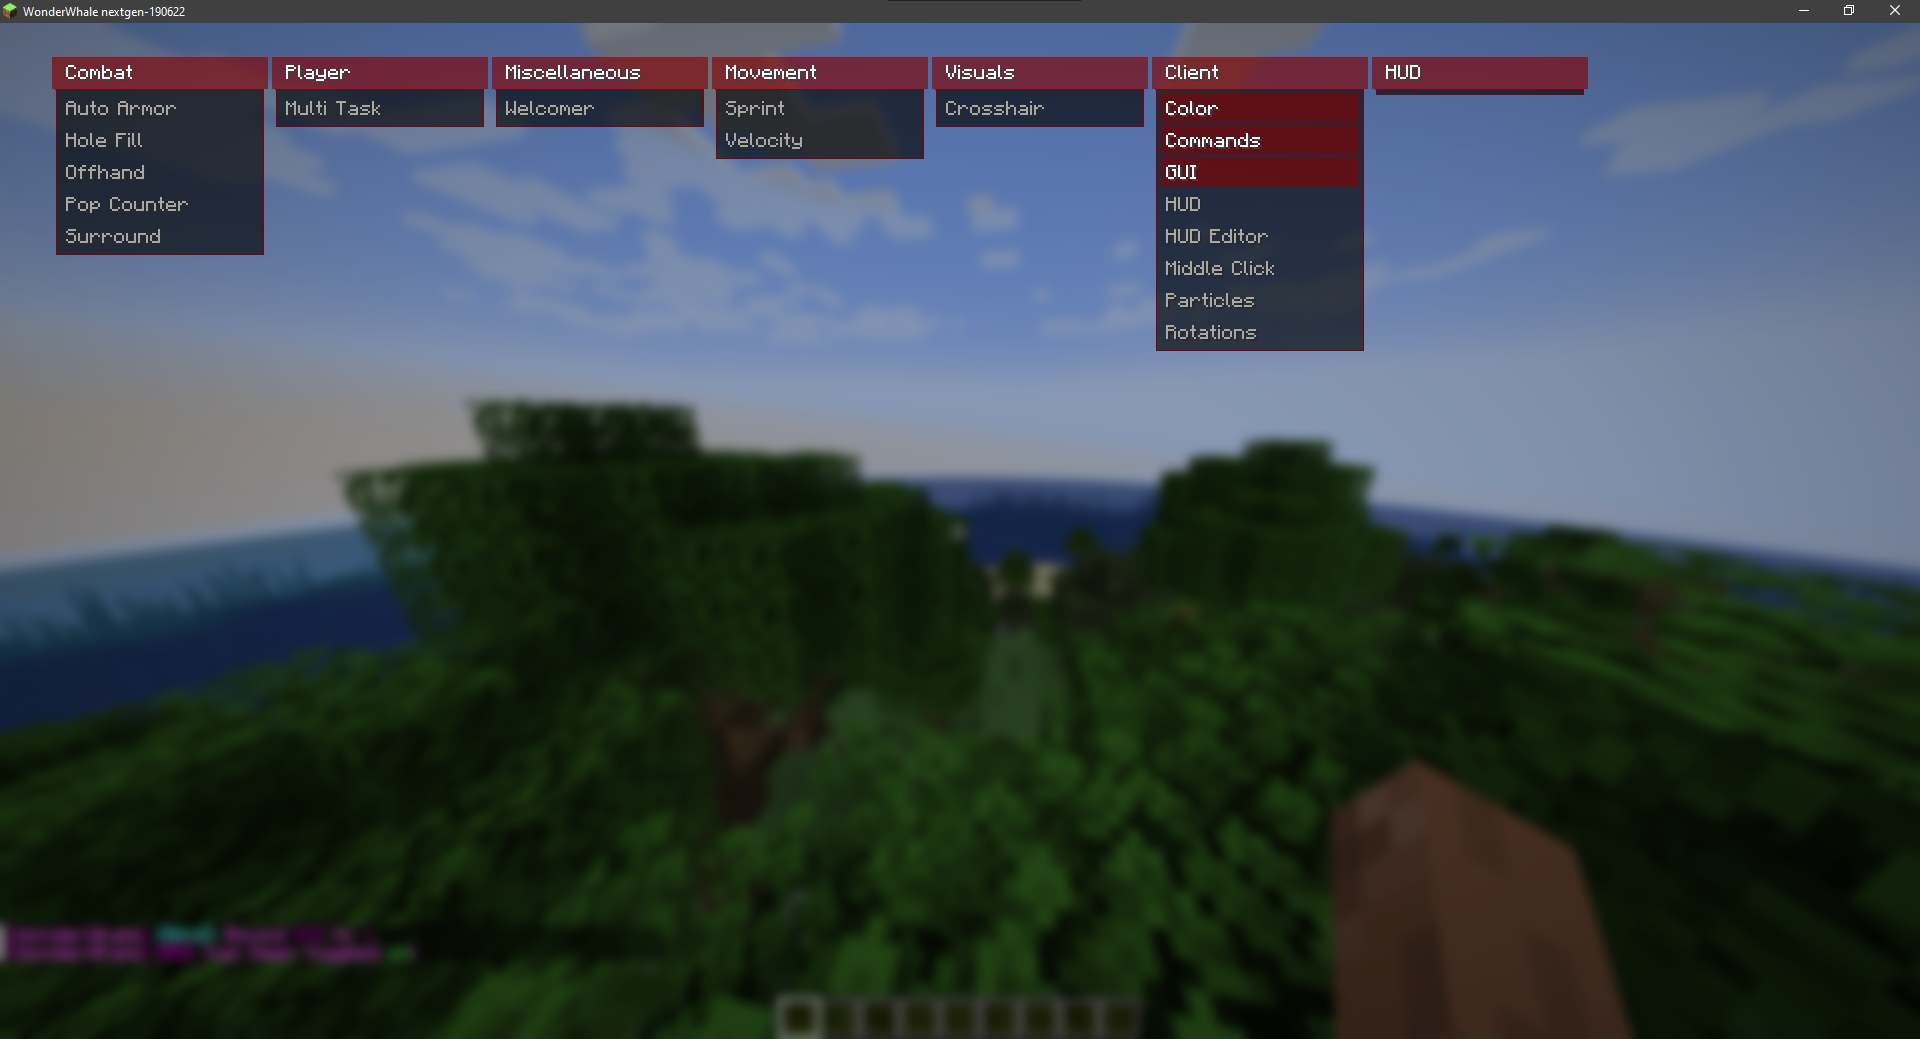 WonderWhale nextgen-190622
Combat
Auto Armor
Hole Fill
Offhand
Pop Counter
Surround
Player
Multi Task
Miscellaneous
Welcomer
Movement
Sprint
Velocity
Visuals
Crosshair
Client
Color
Commands
GUI
HUD
HUD Editor
Middle Click
Particles
Rotations
HUD